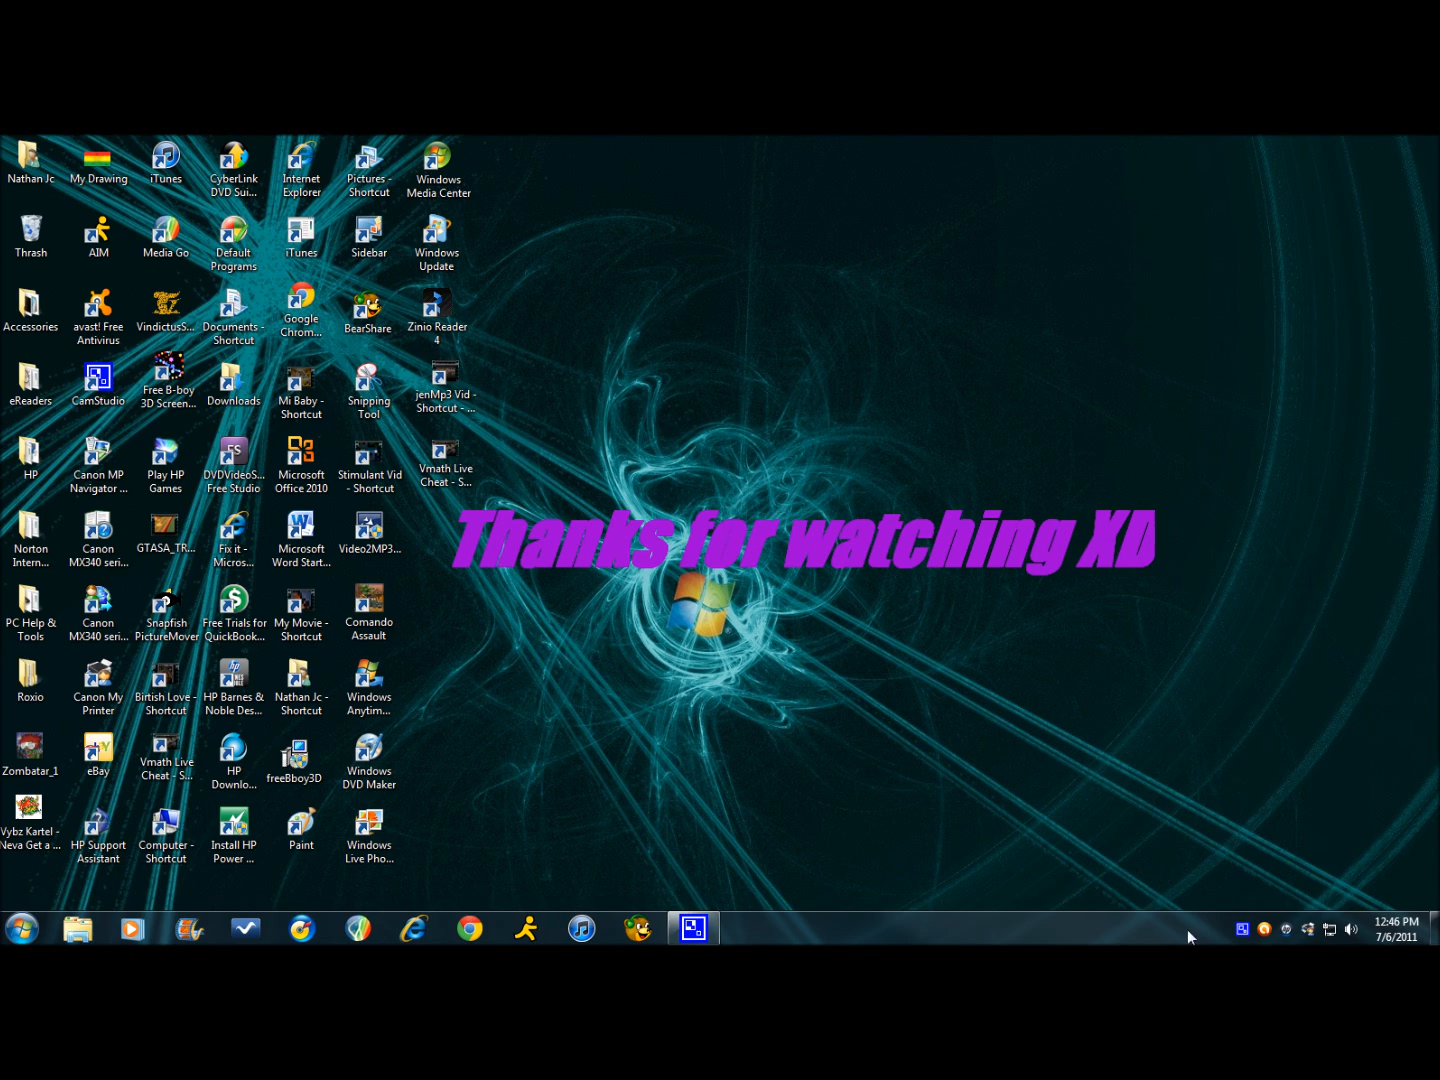 Nathan Jc
My Drawing
iTunes
CyberLink
DVD Sui...
Internet
Explorer
Pictures -
Shortcut
Windows
Media Center
Thrash
AIM
Media Go
Default
Programs
iTunes
Sidebar
Windows
Update
Accessories
avast! Free
Antivirus
VindictusS...
Documents -
Shortcut
Google
Chrom...
BearShare
Zinio Reader
4
eReaders
CamStudio
Free B-boy
3D Screen...
Downloads
Mi Baby -
Shortcut
Snipping
Tool
jenMp3 Vid -
Shortcut - ...
HP
Canon MP
Navigator ...
Play HP
Games
DVDVideoS...
Free Studio
Microsoft
Office 2010
Stimulant Vid
- Shortcut
Vmath Live
Cheat - S...
Norton
Intern...
Canon
MX340 seri...
GTASA_TR...
Fix it -
Micros...
Microsoft
Word Start...
Video2MP3...
Thanks for watching XD
PC Help &
Tools
Canon
MX340 seri...
Snapfish
PictureMover
Free Trials for
QuickBook...
My Movie -
Shortcut
Comando
Assault
Roxio
Canon My
Printer
Birtish Love -
Shortcut
HP Barnes &
Noble Des...
Nathan Jc -
Shortcut
Windows
Anytim...
Zombatar_1
eBay
Vmath Live
Cheat - S...
HP
Downlo...
freeBboy3D
Windows
DVD Maker
Vybz Kartel -
Neva Get a ...
HP Support
Assistant
Computer -
Shortcut
Install HP
Power ...
Paint
Windows
Live Pho...
12:46 PM
7/6/2011